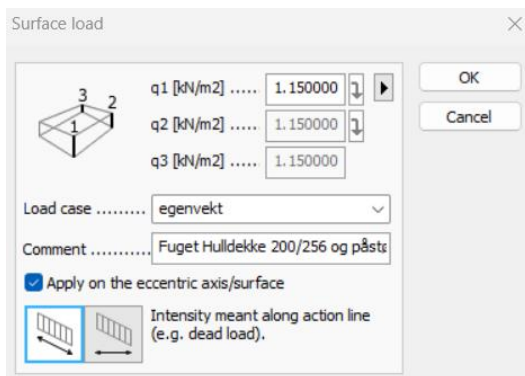 Surface load
3 2
1
q1 [kN/m2] ...... 1.150000
q2 [kN/m2] ...... 1.150000
q3 [kN/m2] ...... 1.150000
OK
Cancel
Load case ......... egenvekt
Comment ........... Fuget Hulldekke 200/256 og
Apply on the eccentric axis/surface
Intensity meant along action line
(e.g. dead load).